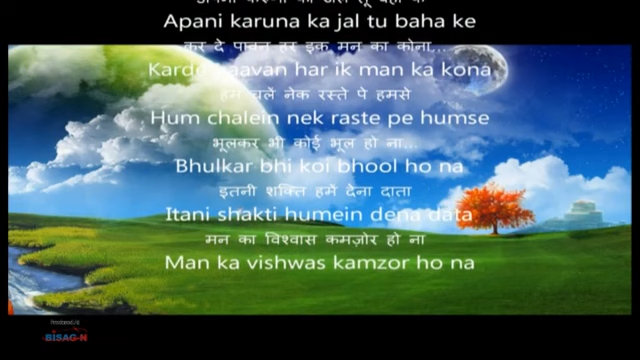 Apani karuna ka jal tu baha ke
कर दे पावन हर इक मन का कोना...
Karde paavan har ik man ka kona
हम चलें नेक रस्ते पे हमसे
Hum chalein nek raste pe humse
भूलकर भी कोई भूल हो ना...
Bhulkar bhi koi bhool ho na
इतनी शक्ति हमे देना दाता
Itani shakti humein dena data
मन का विश्वास कमज़ोर हो ना
Man ka vishwas kamzor ho na
BISAG-N